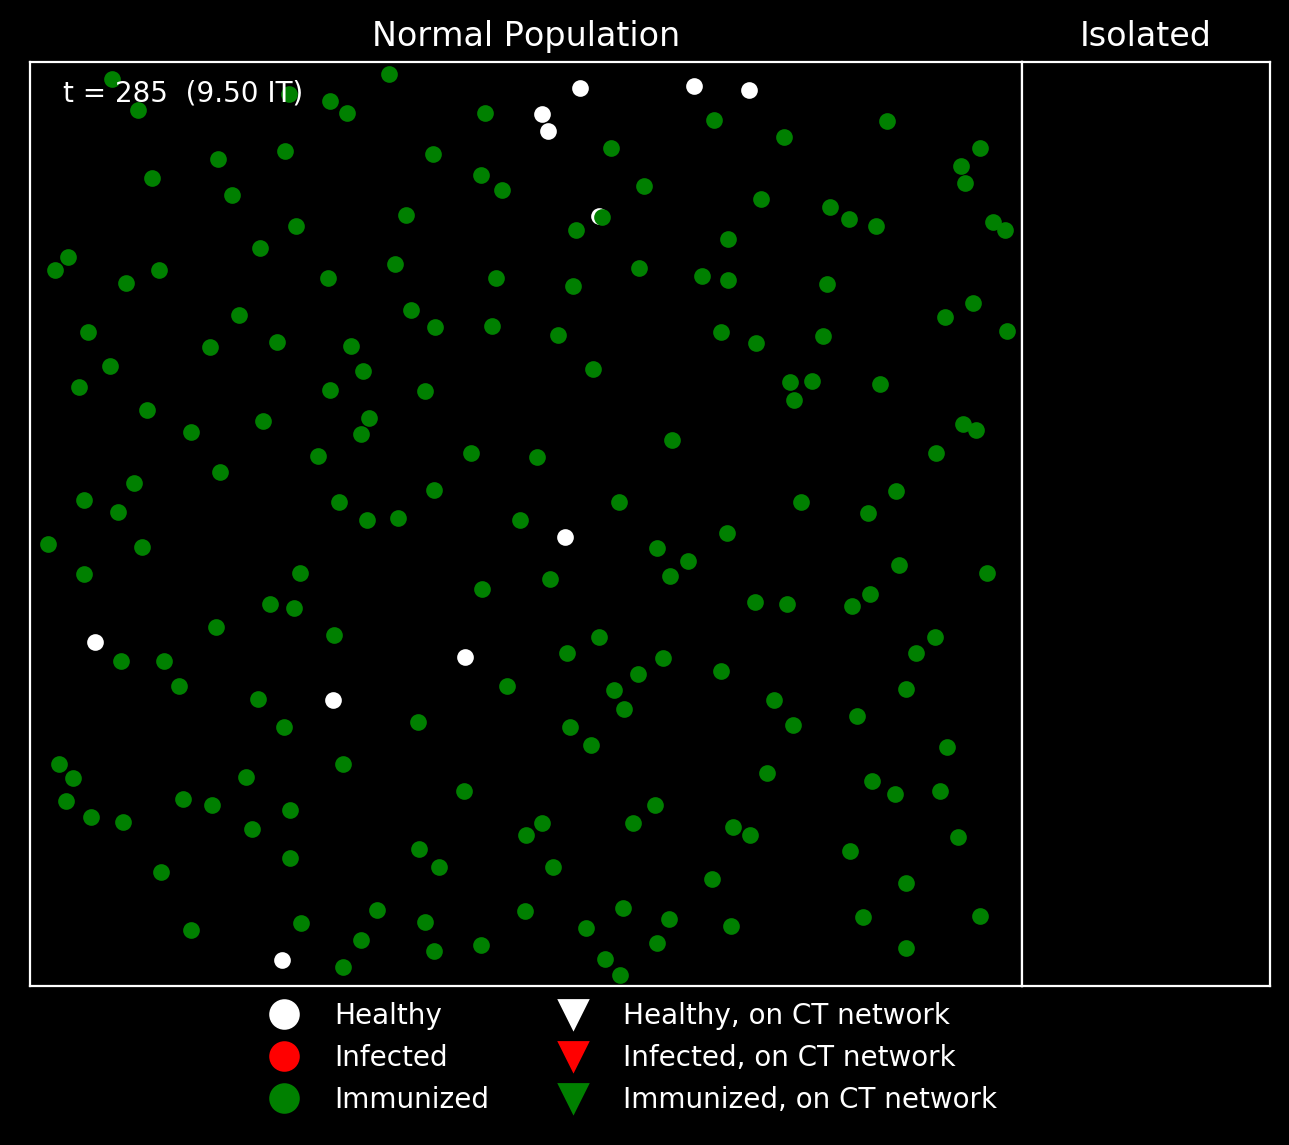 Normal Population
Isolated
t = 285  (9.50 IT)
Healthy
Infected
Immunized
Healthy, on CT network
Infected, on CT network
Immunized, on CT network